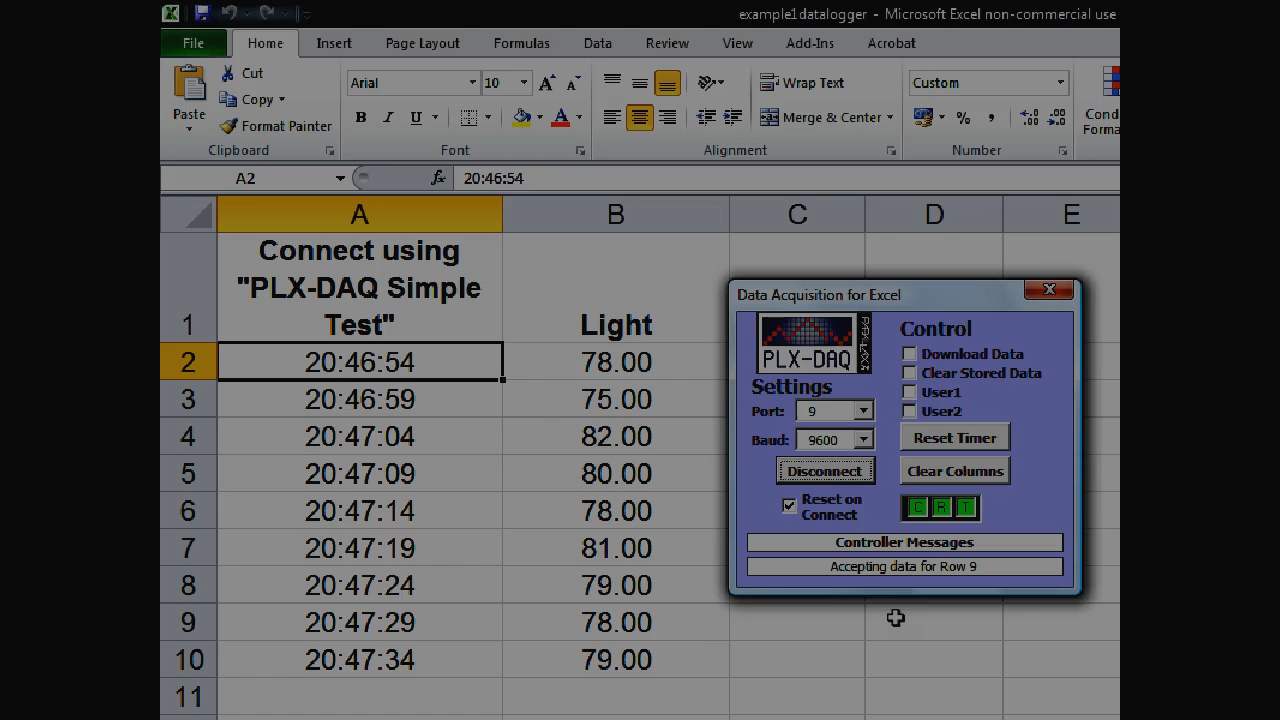 example1datalogger - Microsoft Excel non-commercial use
File Home Insert Page Layout Formulas Data Review View Add-Ins Acrobat
Paste
Cut
Copy
Format Painter
Clipboard
Arial 10
B I U
Font
Wrap Text
Merge & Center
Alignment
Custom
Number
Cond
Forma
A2 fx 20:46:54
A B C D E
1 Connect using
"PLX-DAQ Simple
Test" Light
2 20:46:54 78.00
3 20:46:59 75.00
4 20:47:04 82.00
5 20:47:09 80.00
6 20:47:14 78.00
7 20:47:19 81.00
8 20:47:24 79.00
9 20:47:29 78.00
10 20:47:34 79.00
11
Data Acquisition for Excel
PLX-DAQ
PARALLAX
Settings
Port: 9
Baud: 9600
Disconnect
Reset on
Connect
Control
Download Data
Clear Stored Data
User1
User2
Reset Timer
Clear Columns
C R T
Controller Messages
Accepting data for Row 9